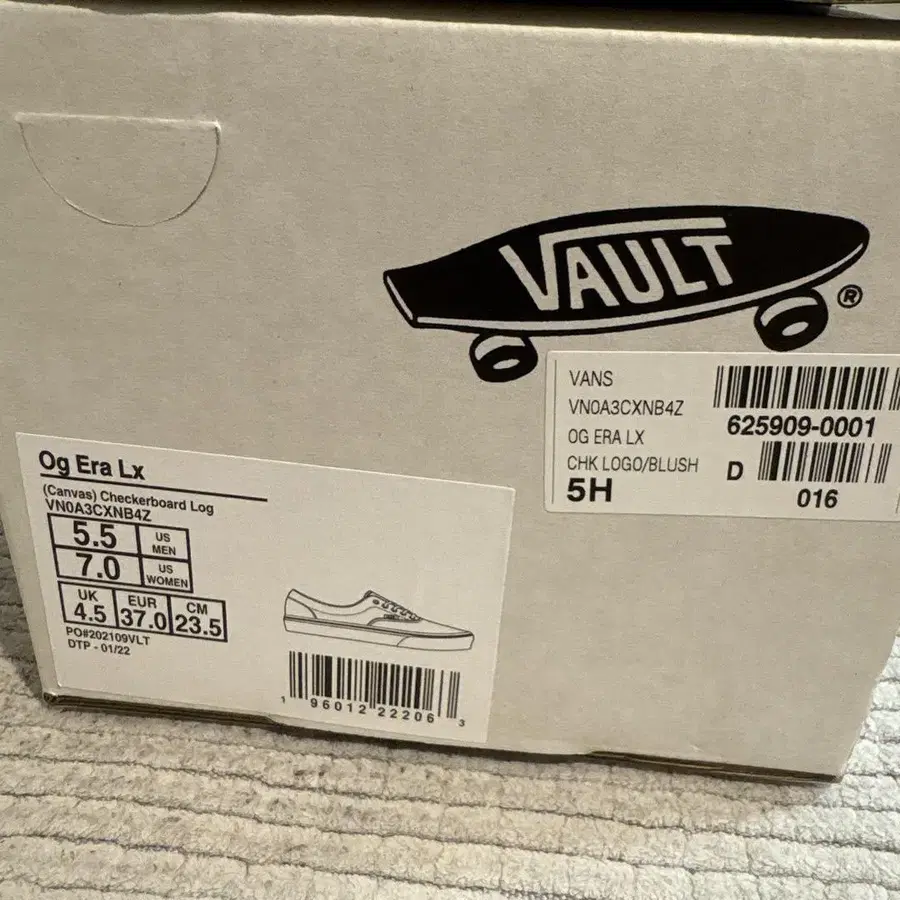 VAULT
®
VANS
VN0A3CXNB4Z
OG ERA LX
CHK LOGO/BLUSH
5H
625909-0001
D
016
Og Era Lx
(Canvas) Checkerboard Log
VN0A3CXNB4Z
5.5 US MEN
7.0 US WOMEN
UK 4.5
EUR 37.0
CM 23.5
PO#202109VLT
DTP - 01/22
1 96012 22206 3